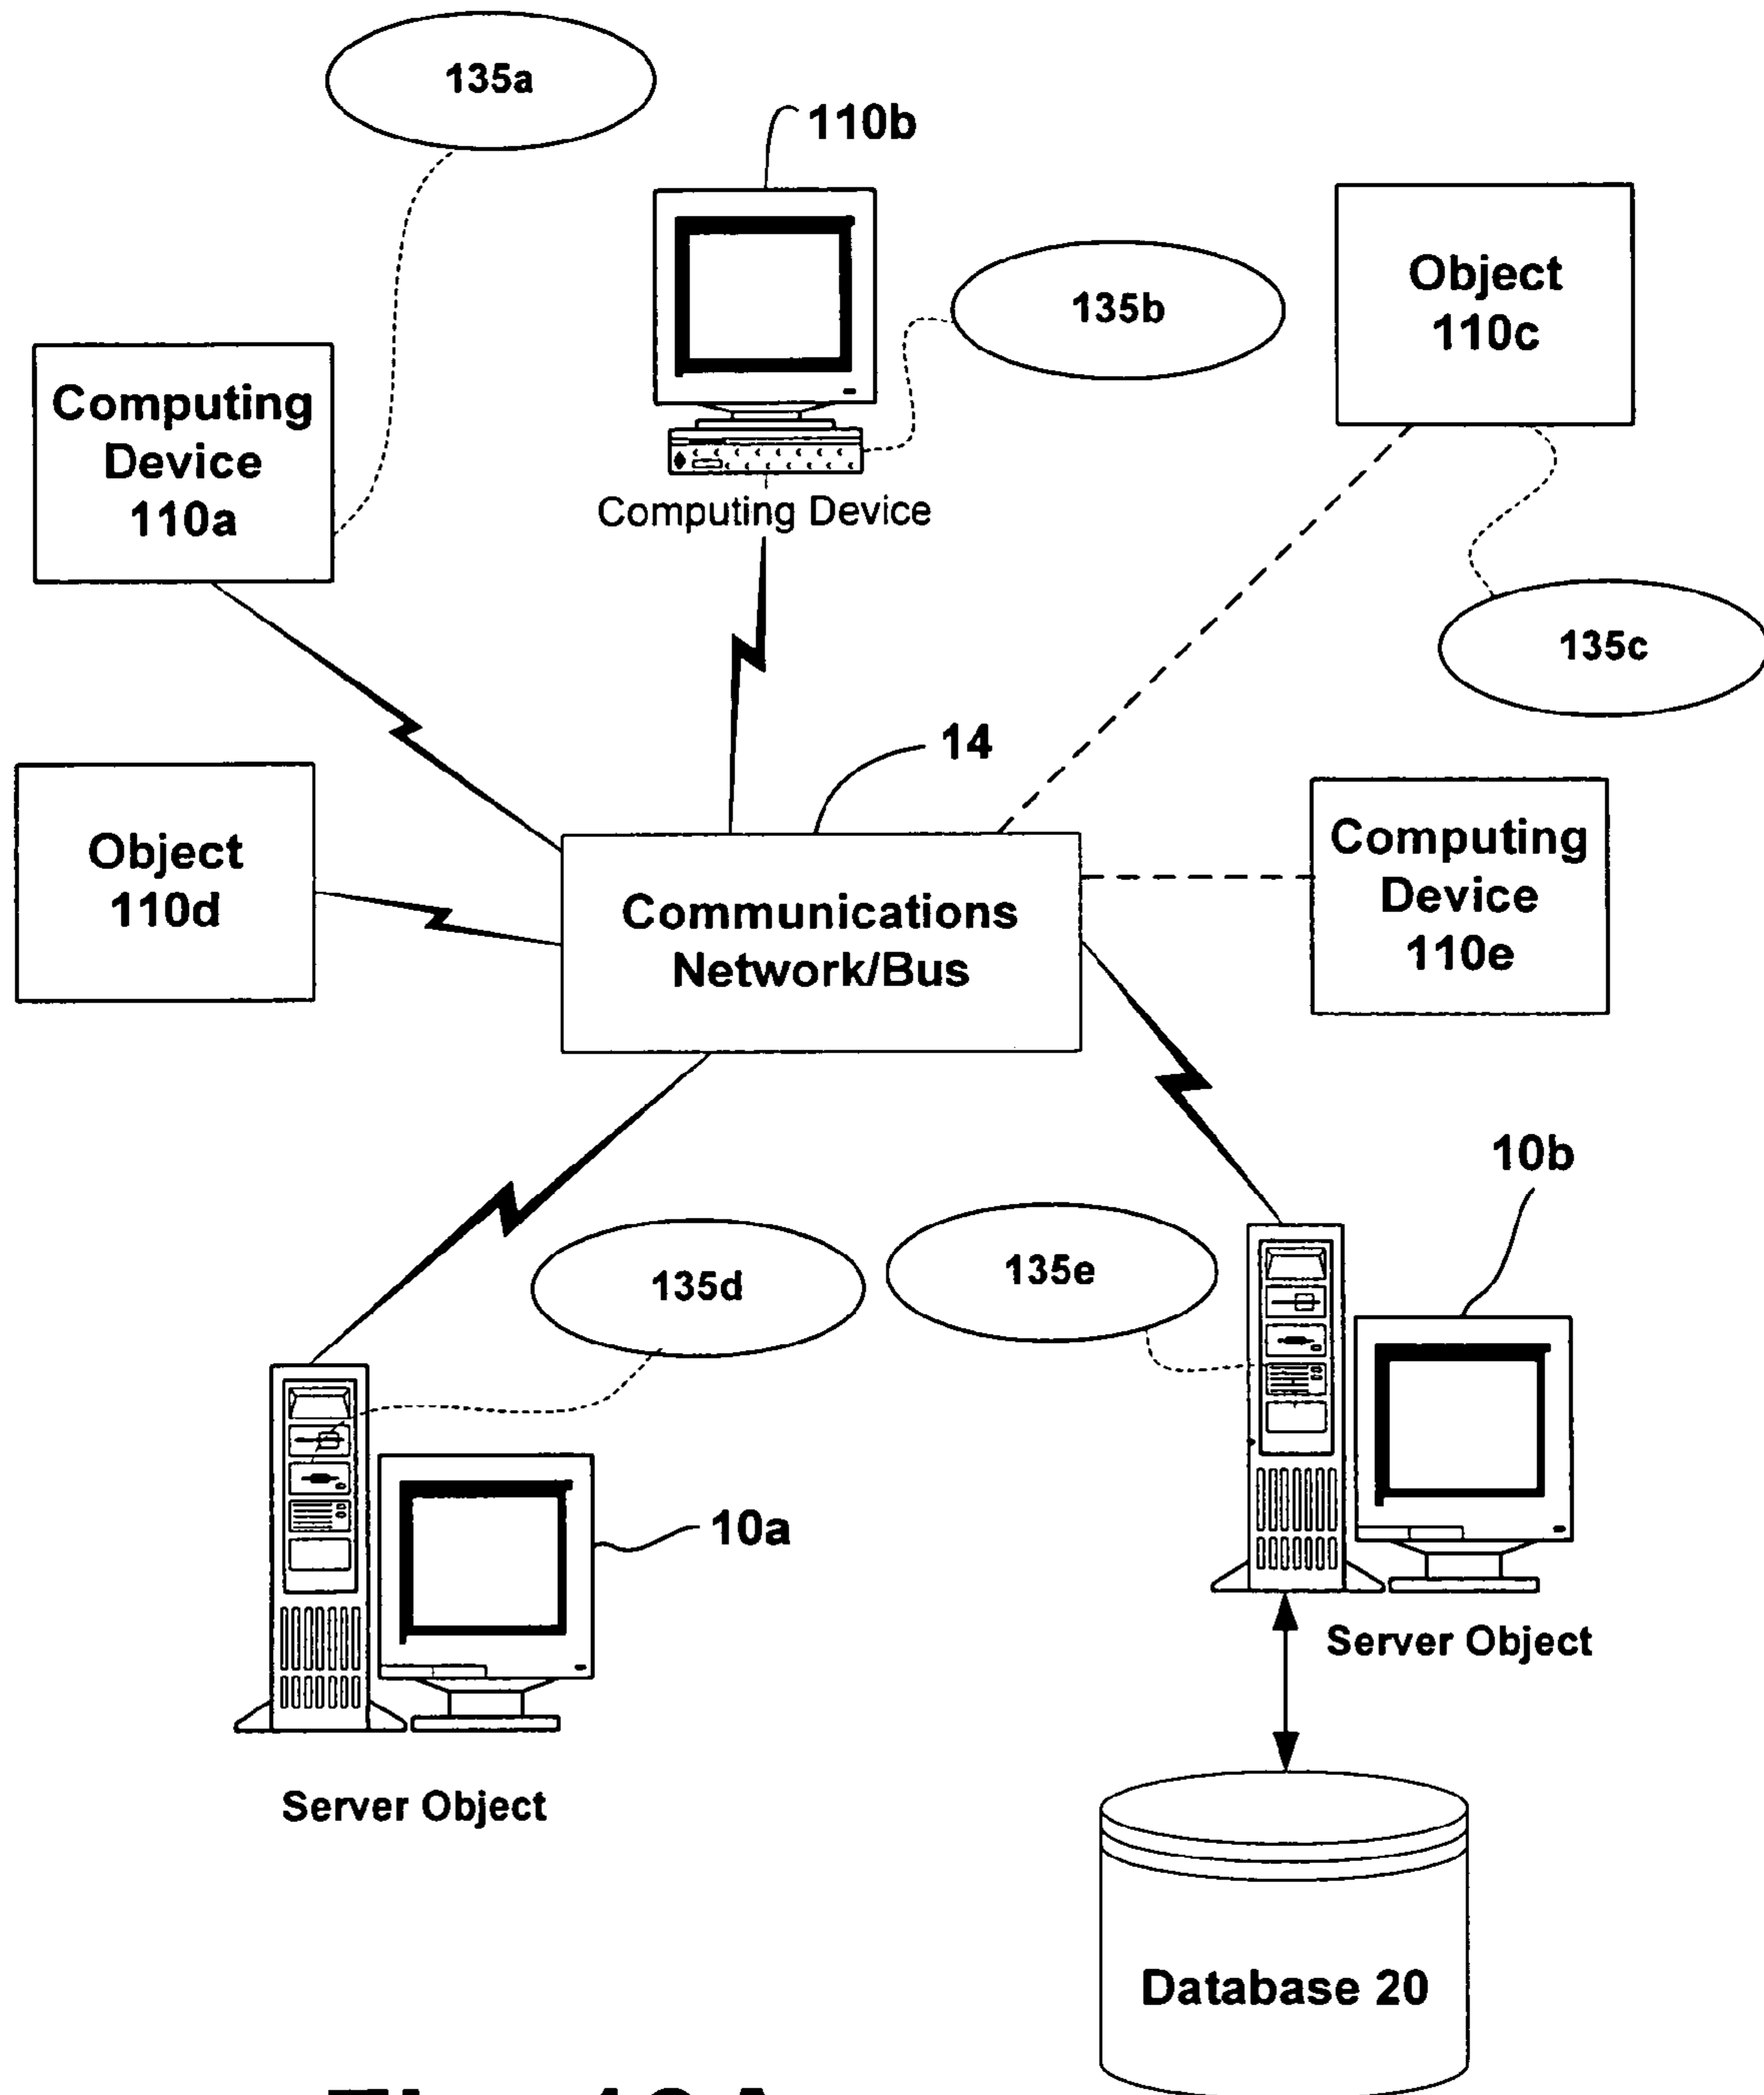 135a
110b
Object
110c
135b
Computing
Device
110a
Computing Device
135c
14
Object
110d
Computing
Device
110e
Communications
Network/Bus
10b
135d
135e
10a
Server Object
Server Object
Database 20